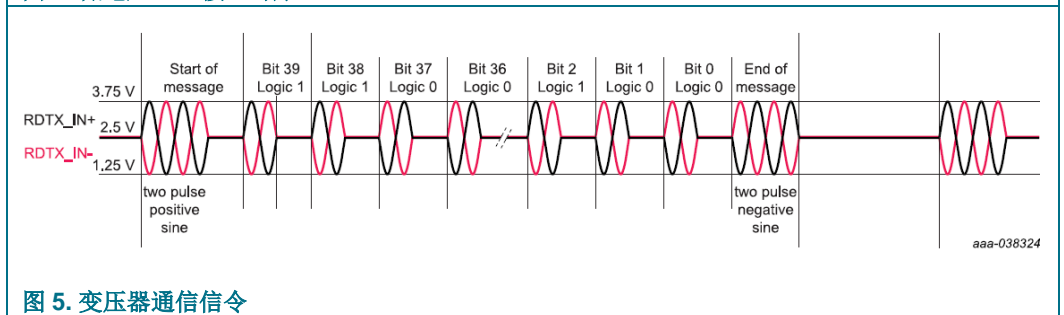 Start of message
Bit 39 Logic 1
Bit 38 Logic 1
Bit 37 Logic 0
Bit 36 Logic 0
Bit 2 Logic 1
Bit 1 Logic 0
Bit 0 Logic 0
End of message
3.75 V
RDTX_IN+
2.5 V
RDTX_IN-
1.25 V
two pulse positive sine
two pulse negative sine
aaa-038324
图 5. 变压器通信信令